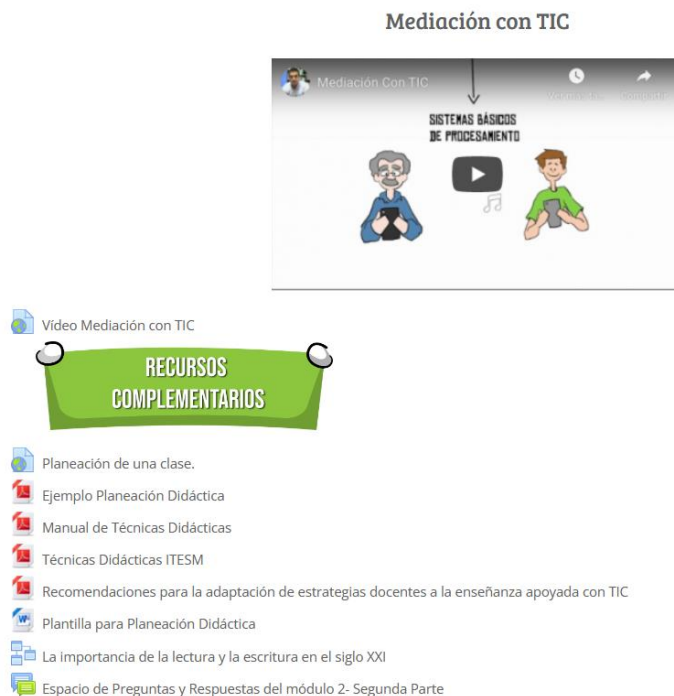 Mediación con TIC
Mediación Con TIC
SISTEMAS BÁSICOS
DE PROCESAMIENTO
Vídeo Mediación con TIC
RECURSOS
COMPLEMENTARIOS
Planeación de una clase.
Ejemplo Planeación Didáctica
Manual de Técnicas Didácticas
Técnicas Didácticas ITESM
Recomendaciones para la adaptación de estrategias docentes a la enseñanza apoyada con TIC
Plantilla para Planeación Didáctica
La importancia de la lectura y la escritura en el siglo XXI
Espacio de Preguntas y Respuestas del módulo 2- Segunda Parte